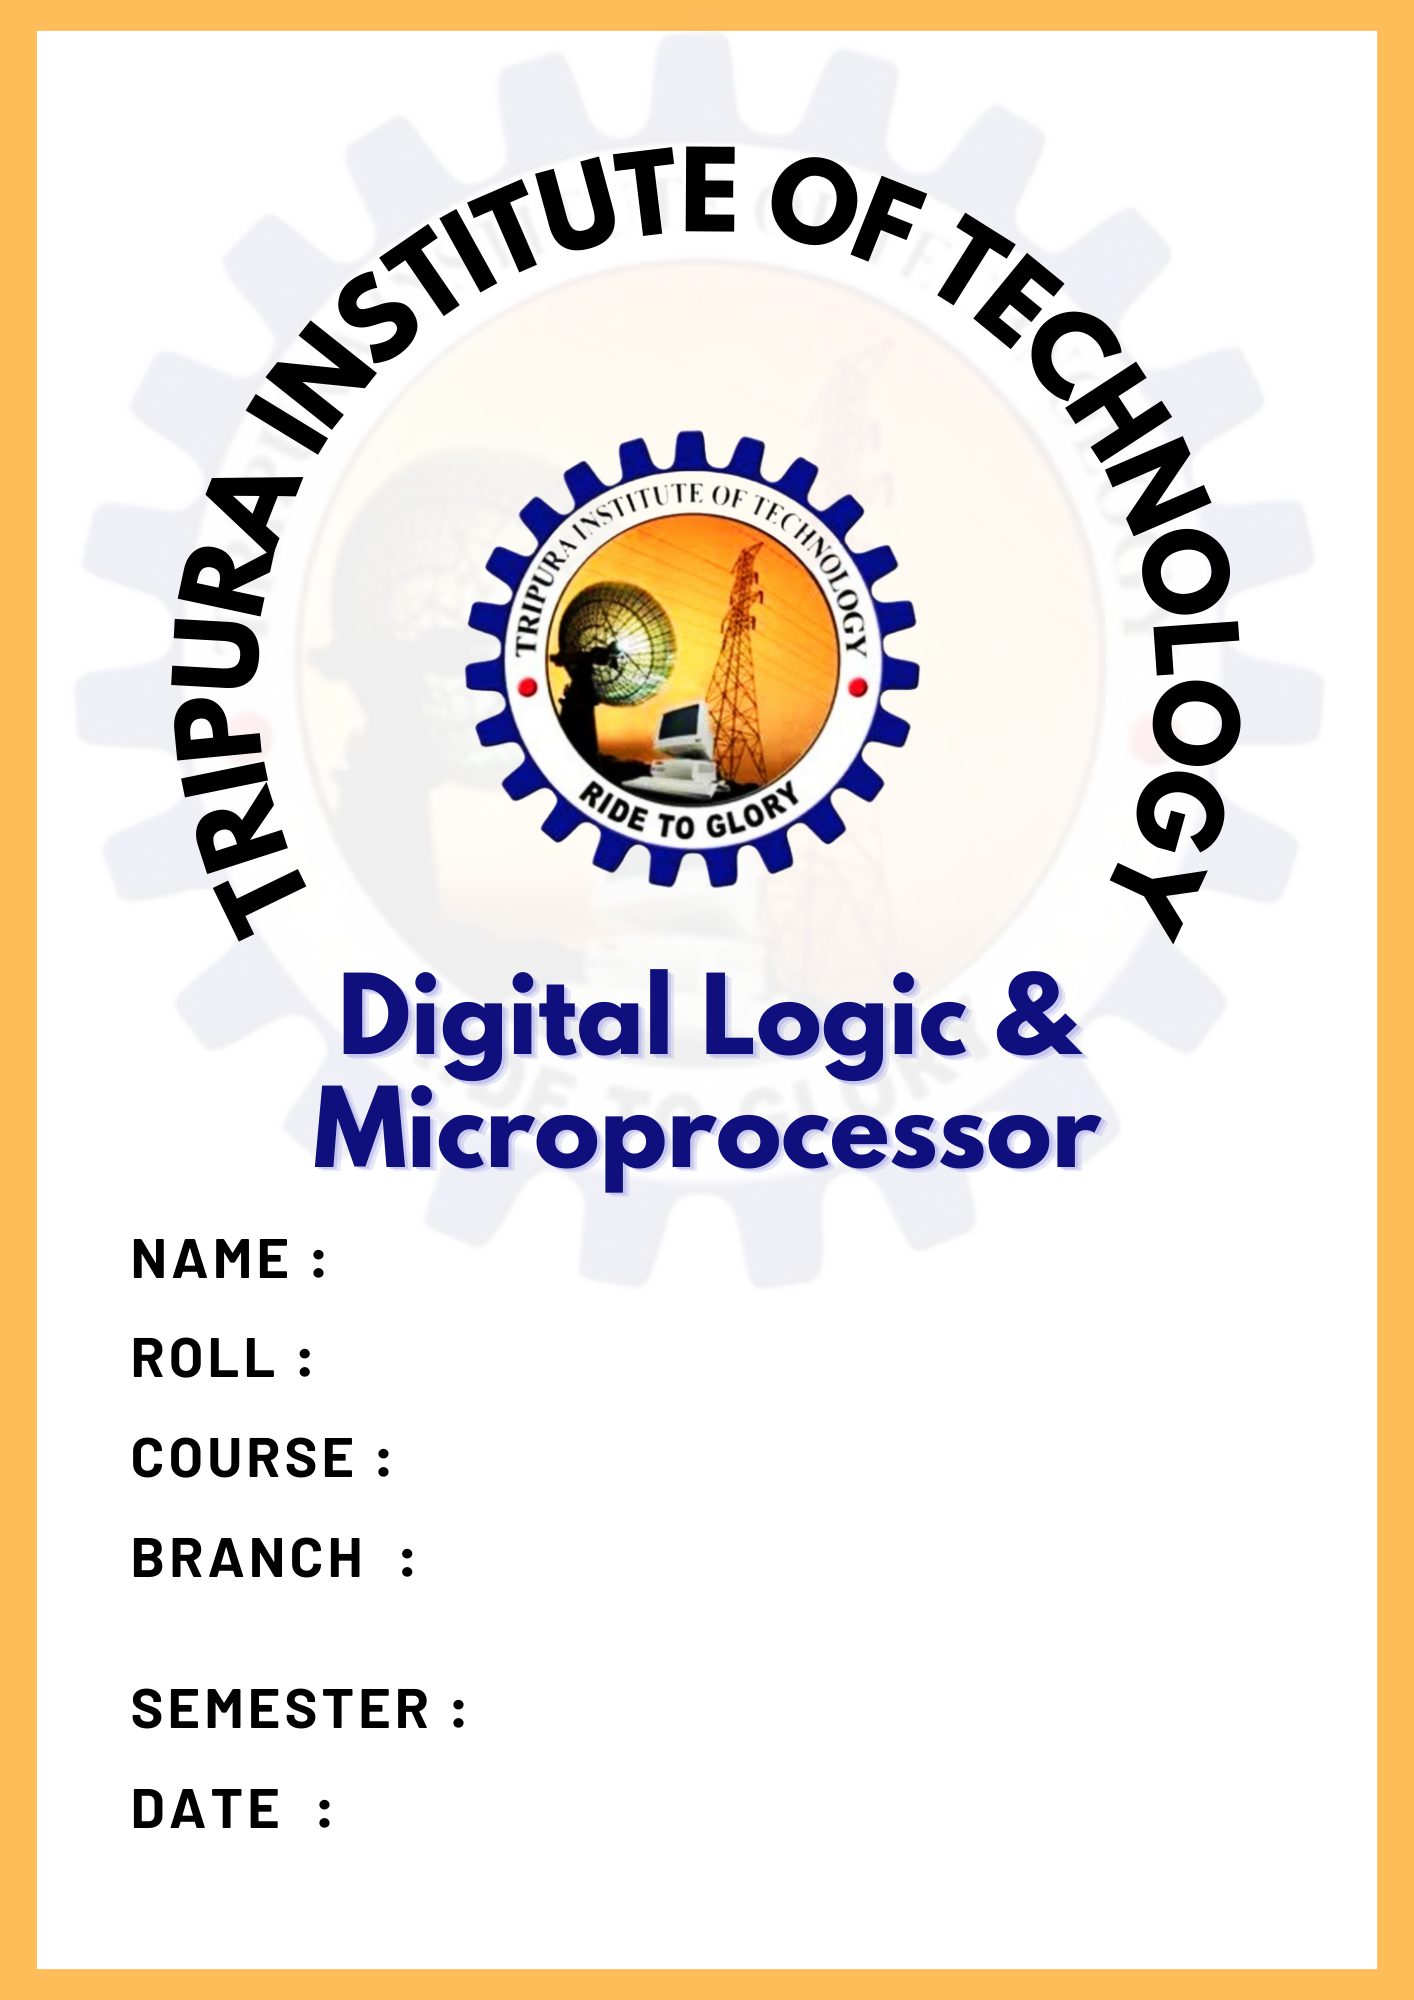 TRIPURA INSTITUTE OF TECHNOLOGY
TRIPURA INSTITUTE OF TECHNOLOGY
RIDE TO GLORY
Digital Logic &
Microprocessor
NAME :
ROLL :
COURSE :
BRANCH :
SEMESTER :
DATE :